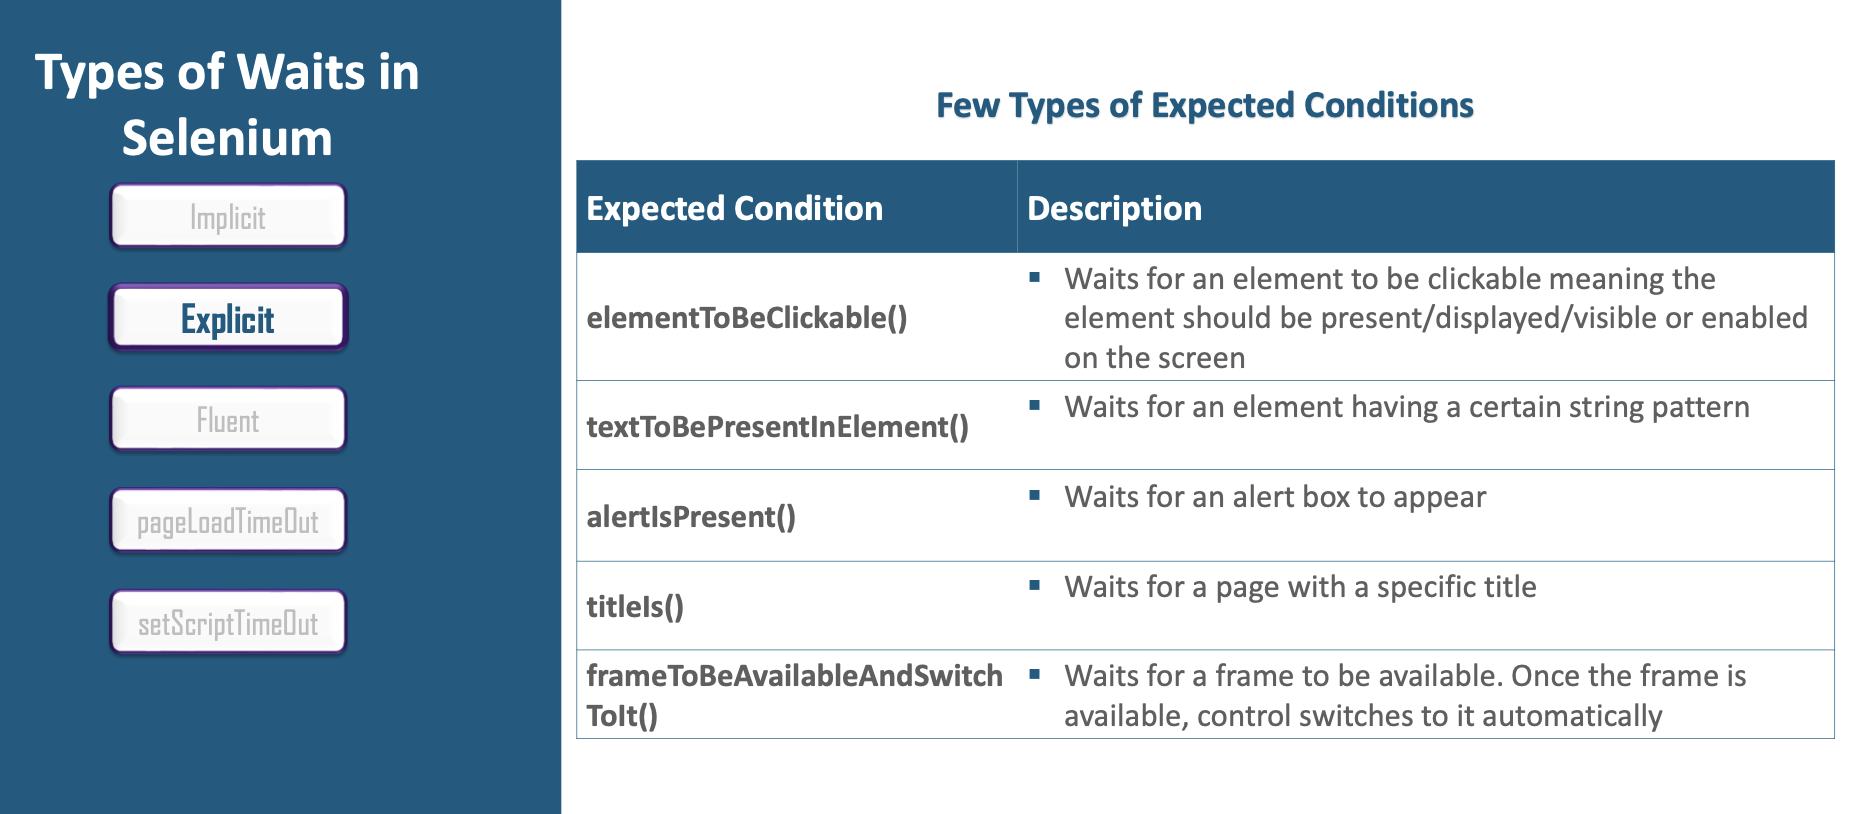 Types of Waits in
Selenium
Implicit
Explicit
Fluent
pageLoadTimeOut
setScriptTimeOut
Few Types of Expected Conditions
Expected Condition
Description
elementToBeClickable()
▪ Waits for an element to be clickable meaning the
element should be present/displayed/visible or enabled
on the screen
textToBePresentInElement()
▪ Waits for an element having a certain string pattern
alertIsPresent()
▪ Waits for an alert box to appear
titleIs()
▪ Waits for a page with a specific title
frameToBeAvailableAndSwitch
ToIt()
▪ Waits for a frame to be available. Once the frame is
available, control switches to it automatically